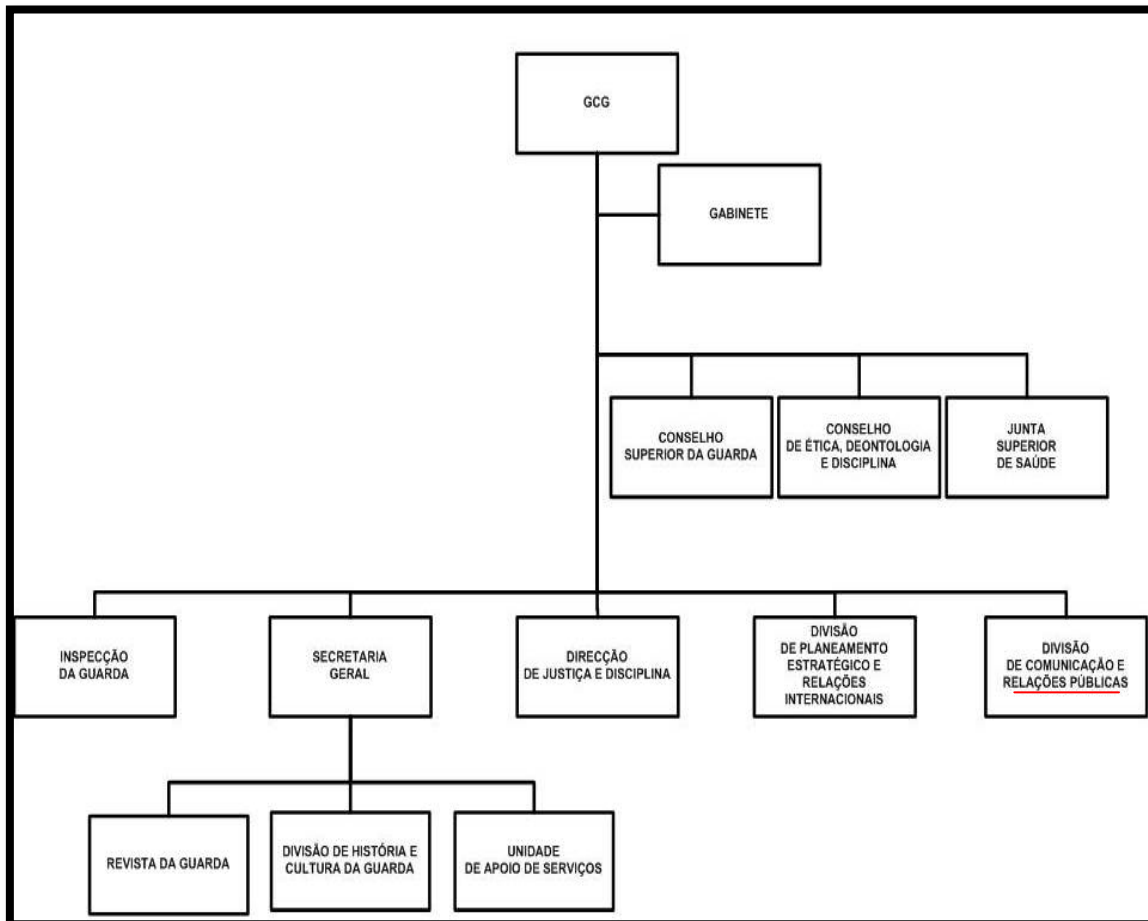 GCG
GABINETE
CONSELHO
SUPERIOR DA GUARDA
CONSELHO
DE ÉTICA, DEONTOLOGIA
E DISCIPLINA
JUNTA
SUPERIOR
DE SAÚDE
INSPECÇÃO
DA GUARDA
SECRETARIA
GERAL
DIRECÇÃO
DE JUSTIÇA E DISCIPLINA
DIVISÃO
DE PLANEAMENTO
ESTRATÉGICO E
RELAÇÕES
INTERNACIONAIS
DIVISÃO
DE COMUNICAÇÃO E
RELAÇÕES PÚBLICAS
REVISTA DA GUARDA
DIVISÃO DE HISTÓRIA E
CULTURA DA GUARDA
UNIDADE
DE APOIO DE SERVIÇOS